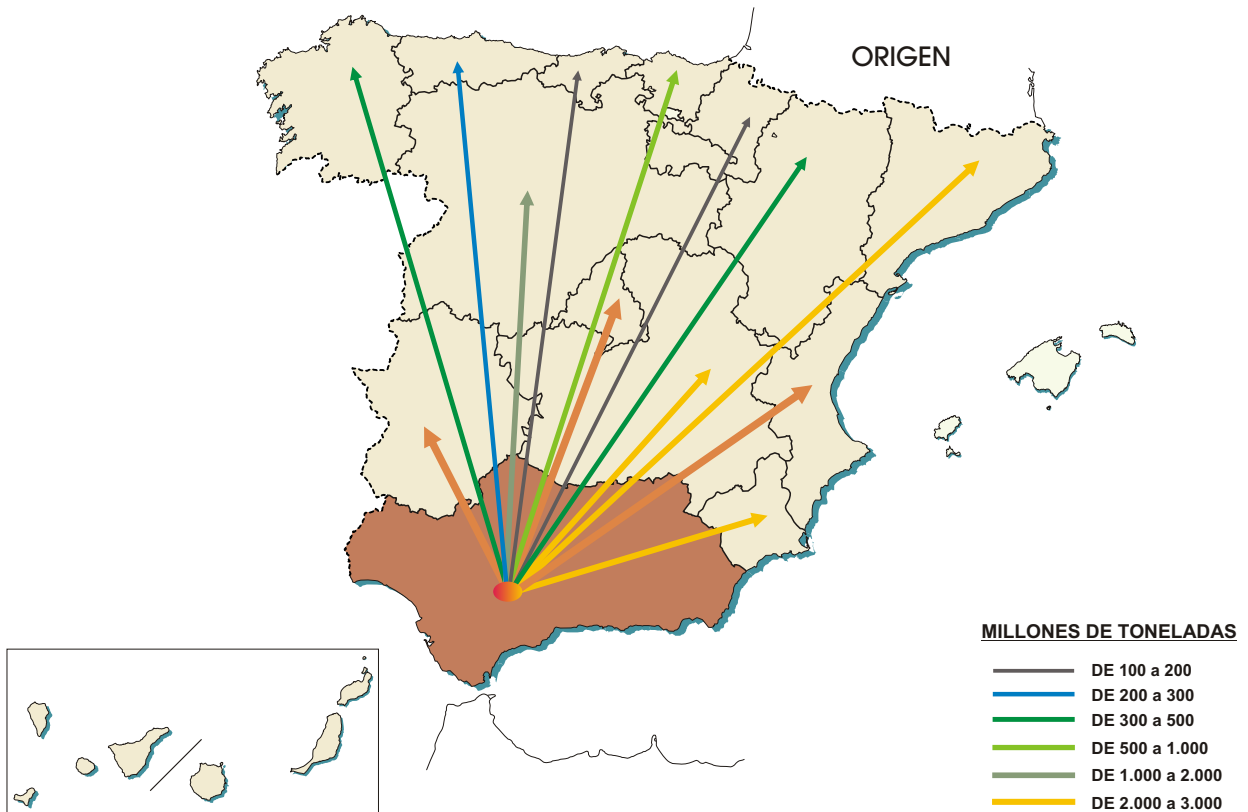 ORIGEN
MILLONES DE TONELADAS
DE 100 a 200
DE 200 a 300
DE 300 a 500
DE 500 a 1.000
DE 1.000 a 2.000
DE 2.000 a 3.000